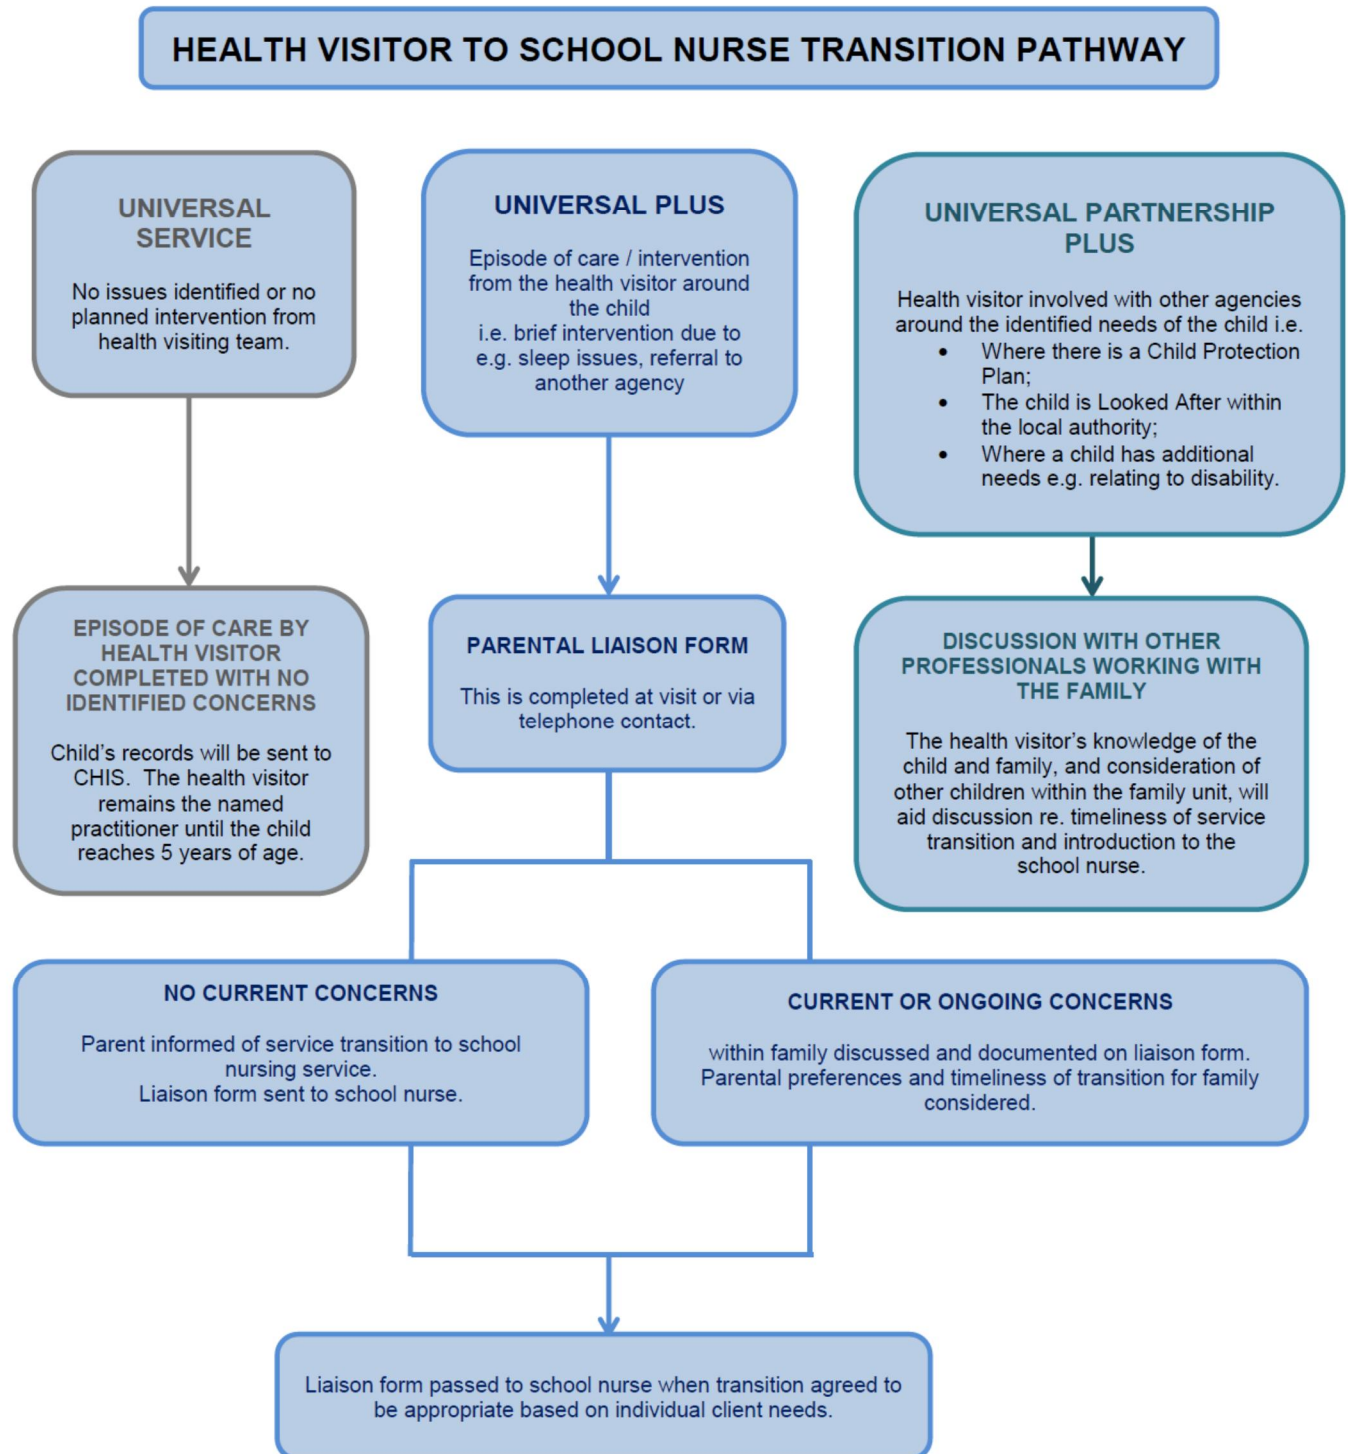 HEALTH VISITOR TO SCHOOL NURSE TRANSITION PATHWAY
UNIVERSAL
SERVICE
No issues identified or no
planned intervention from
health visiting team.
UNIVERSAL PLUS
Episode of care / intervention
from the health visitor around
the child
i.e. brief intervention due to
e.g. sleep issues, referral to
another agency
UNIVERSAL PARTNERSHIP
PLUS
Health visitor involved with other agencies
around the identified needs of the child i.e.
• Where there is a Child Protection
Plan;
• The child is Looked After within
the local authority;
• Where a child has additional
needs e.g. relating to disability.
EPISODE OF CARE BY
HEALTH VISITOR
COMPLETED WITH NO
IDENTIFIED CONCERNS
Child’s records will be sent to
CHIS.  The health visitor
remains the named
practitioner until the child
reaches 5 years of age.
PARENTAL LIAISON FORM
This is completed at visit or via
telephone contact.
DISCUSSION WITH OTHER
PROFESSIONALS WORKING WITH
THE FAMILY
The health visitor’s knowledge of the
child and family, and consideration of
other children within the family unit, will
aid discussion re. timeliness of service
transition and introduction to the
school nurse.
NO CURRENT CONCERNS
Parent informed of service transition to school
nursing service.
Liaison form sent to school nurse.
CURRENT OR ONGOING CONCERNS
within family discussed and documented on liaison form.
Parental preferences and timeliness of transition for family
considered.
Liaison form passed to school nurse when transition agreed to
be appropriate based on individual client needs.